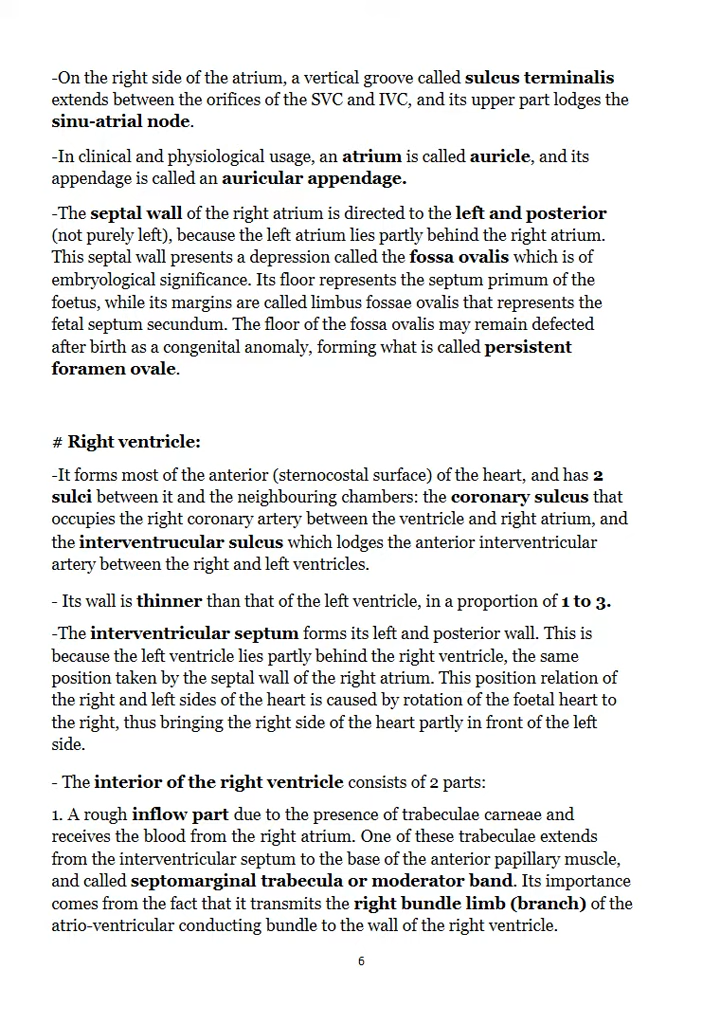 -On the right side of the atrium, a vertical groove called sulcus terminalis
extends between the orifices of the SVC and IVC, and its upper part lodges the
sinu-atrial node.
-In clinical and physiological usage, an atrium is called auricle, and its
appendage is called an auricular appendage.
-The septal wall of the right atrium is directed to the left and posterior
(not purely left), because the left atrium lies partly behind the right atrium.
This septal wall presents a depression called the fossa ovalis which is of
embryological significance. Its floor represents the septum primum of the
foetus, while its margins are called limbus fossae ovalis that represents the
fetal septum secundum. The floor of the fossa ovalis may remain defected
after birth as a congenital anomaly, forming what is called persistent
foramen ovale.
# Right ventricle:
-It forms most of the anterior (sternocostal surface) of the heart, and has 2
sulci between it and the neighbouring chambers: the coronary sulcus that
occupies the right coronary artery between the ventricle and right atrium, and
the interventrucular sulcus which lodges the anterior interventricular
artery between the right and left ventricles.
- Its wall is thinner than that of the left ventricle, in a proportion of 1 to 3.
-The interventricular septum forms its left and posterior wall. This is
because the left ventricle lies partly behind the right ventricle, the same
position taken by the septal wall of the right atrium. This position relation of
the right and left sides of the heart is caused by rotation of the foetal heart to
the right, thus bringing the right side of the heart partly in front of the left
side.
- The interior of the right ventricle consists of 2 parts:
1. A rough inflow part due to the presence of trabeculae carneae and
receives the blood from the right atrium. One of these trabeculae extends
from the interventricular septum to the base of the anterior papillary muscle,
and called septomarginal trabecula or moderator band. Its importance
comes from the fact that it transmits the right bundle limb (branch) of the
atrio-ventricular conducting bundle to the wall of the right ventricle.
6